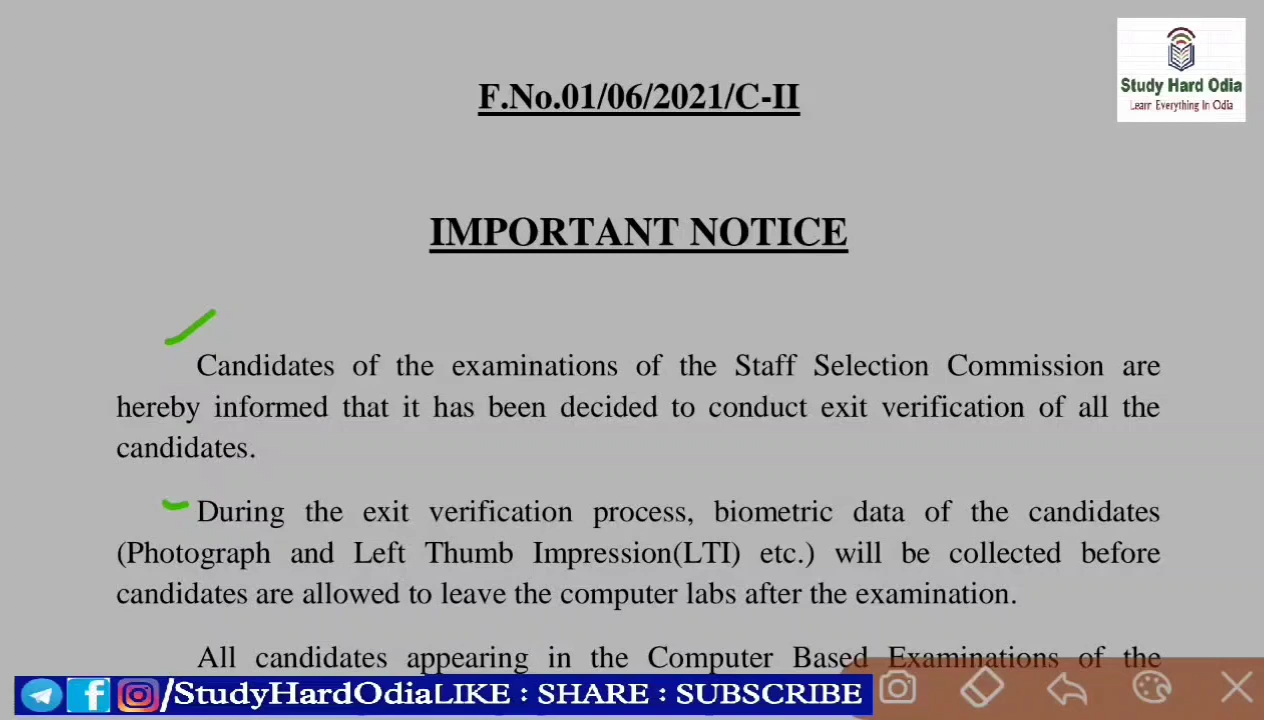 Study Hard Odia
Learn Everything In Odia
F.No.01/06/2021/C-II
IMPORTANT NOTICE
Candidates of the examinations of the Staff Selection Commission are
hereby informed that it has been decided to conduct exit verification of all the
candidates.
During the exit verification process, biometric data of the candidates
(Photograph and Left Thumb Impression(LTI) etc.) will be collected before
candidates are allowed to leave the computer labs after the examination.
All candidates appearing in the Computer Based Examinations of the
/StudyHardOdiaLIKE : SHARE : SUBSCRIBE